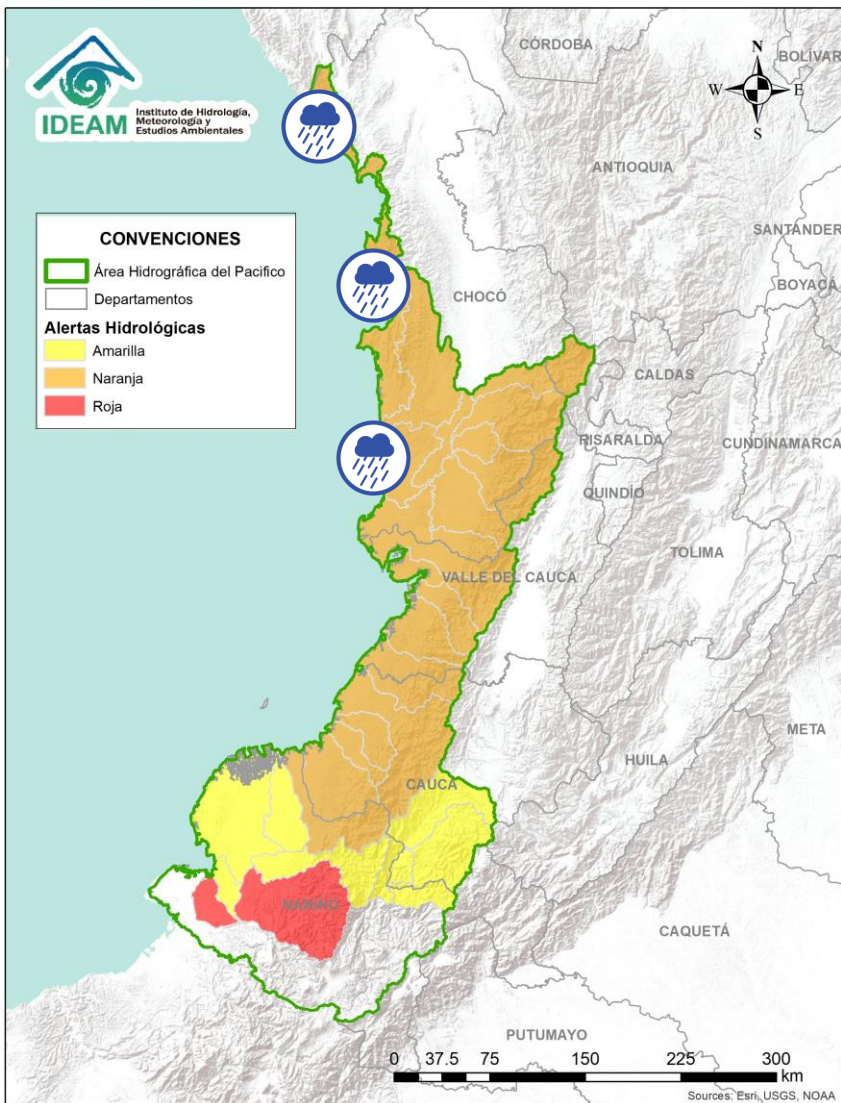 IDEAM
Instituto de Hidrología,
Meteorología y
Estudios Ambientales
CÓRDOBA
BOLÍVAR
N
W
E
S
ANTIOQUIA
SANTANDER
BOYACÁ
CHOCÓ
CONVENCIONES
Área Hidrográfica del Pacifico
Departamentos
Alertas Hidrológicas
Amarilla
Naranja
Roja
CALDAS
RISARALDA
CUNDINAMARCA
QUINDÍO
TOLIMA
VALLE DEL CAUCA
META
HUILA
CAUCA
NARIÑO
CAQUETÁ
PUTUMAYO
0 37.5 75 150 225 300
km
Sources: Esri, USGS, NOAA